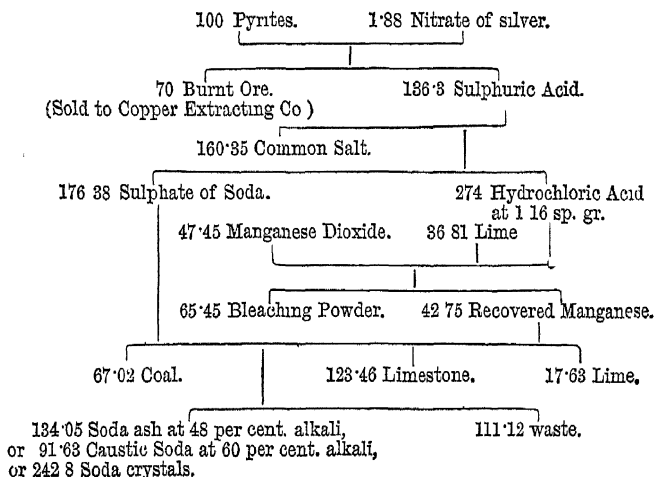 100 Pyrites. 1·88 Nitrate of silver.
70 Burnt Ore. 136·3 Sulphuric Acid.
(Sold to Copper Extracting Co )
160·35 Common Salt.
176 38 Sulphate of Soda. 274 Hydrochloric Acid
at 1 16 sp. gr.
47·45 Manganese Dioxide. 36 81 Lime
65·45 Bleaching Powder. 42 75 Recovered Manganese.
67·02 Coal. 123·46 Limestone. 17·63 Lime.
134·05 Soda ash at 48 per cent. alkali, 111·12 waste.
or 91·63 Caustic Soda at 60 per cent. alkali,
or 242 8 Soda crystals.